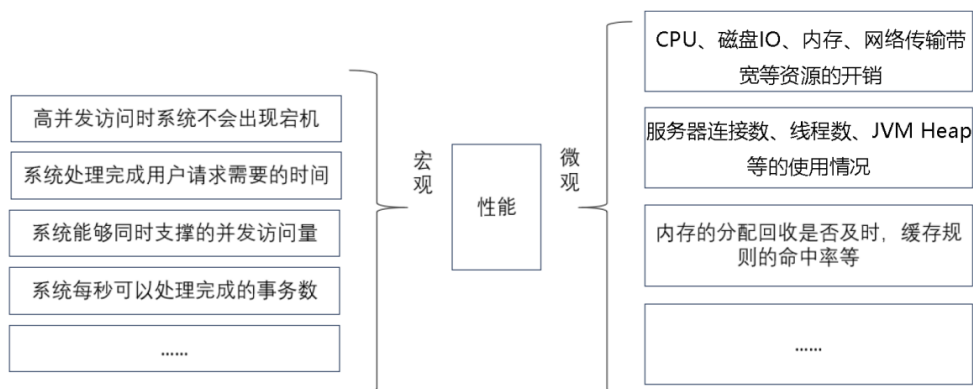 高并发访问时系统不会出现宕机
系统处理完成用户请求需要的时间
系统能够同时支撑的并发访问量
系统每秒可以处理完成的事务数
......
宏观
性能
微观
CPU、磁盘IO、内存、网络传输带
宽等资源的开销
服务器连接数、线程数、JVM Heap
等的使用情况
内存的分配回收是否及时，缓存规
则的命中率等
......